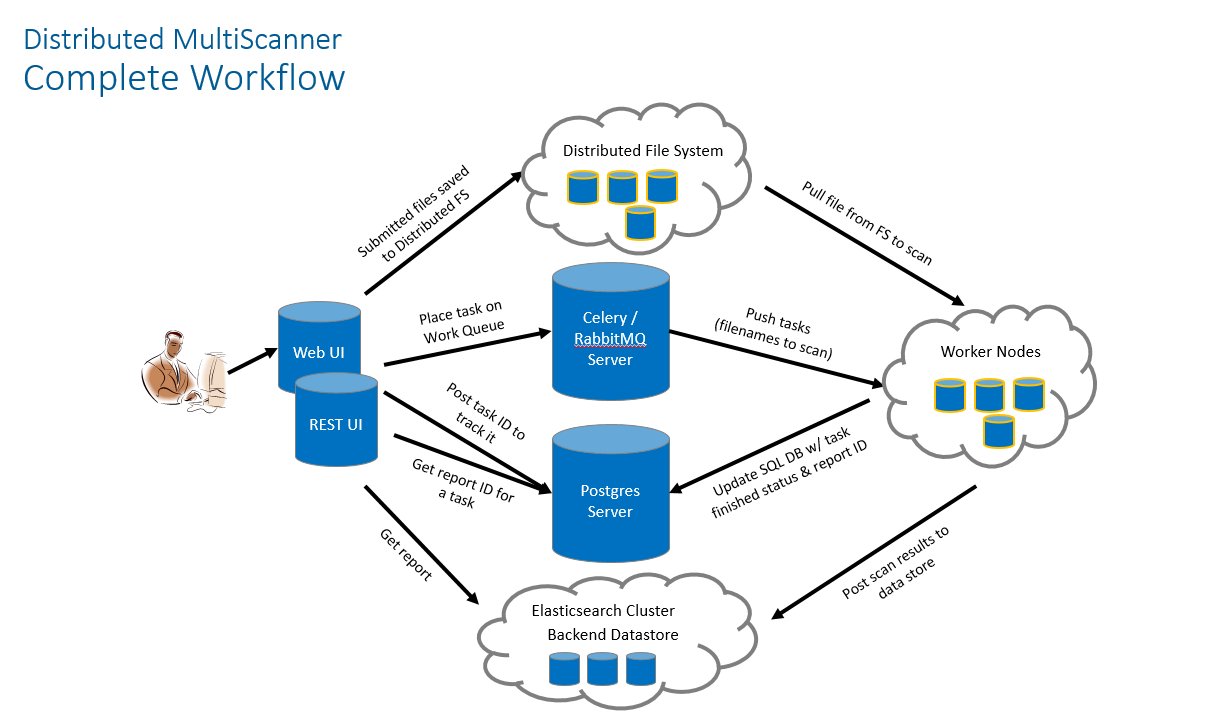 Distributed MultiScanner
Complete Workflow
Distributed File System
Submitted files saved
to Distributed FS
Pull file from FS to scan
Place task on
Work Queue
Celery /
RabbitMQ
Server
Push tasks
(filenames to scan)
Web UI
REST UI
Worker Nodes
Post task ID to
track it
Get report ID for
a task
Postgres
Server
Update SQL DB w/ task
finished status & report ID
Get report
Post scan results to
data store
Elasticsearch Cluster
Backend Datastore